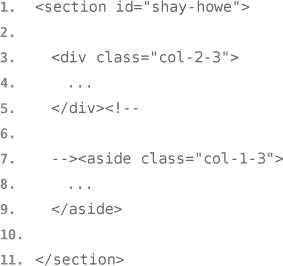 1. <section id="shay-howe">
2.
3. <div class="col-2-3">
4. ...
5. </div><!--
6.
7. --><aside class="col-1-3">
8. ...
9. </aside>
10.
11. </section>